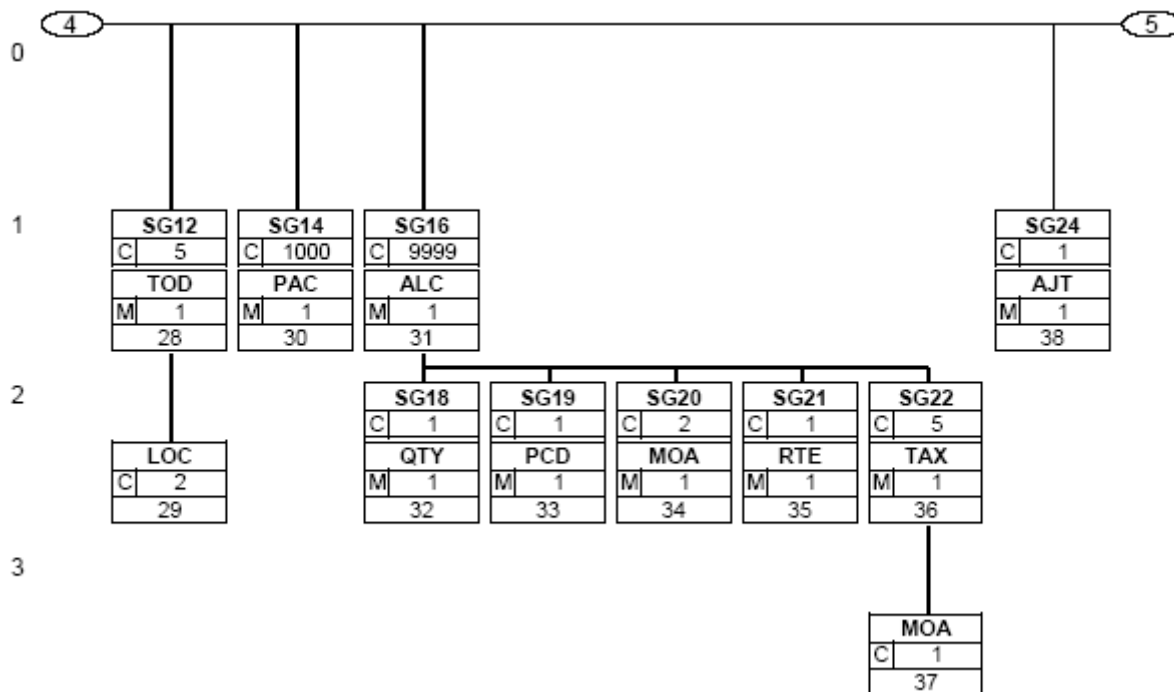 4 5
0
1
SG12 SG14 SG16 SG24
C 5 C 1000 C 9999 C 1
TOD PAC ALC AJT
M 1 M 1 M 1 M 1
28 30 31 38
2
SG18 SG19 SG20 SG21 SG22
C 1 C 1 C 2 C 1 C 5
LOC QTY PCD MOA RTE TAX
C 2 M 1 M 1 M 1 M 1 M 1
29 32 33 34 35 36
3
MOA
C 1
37